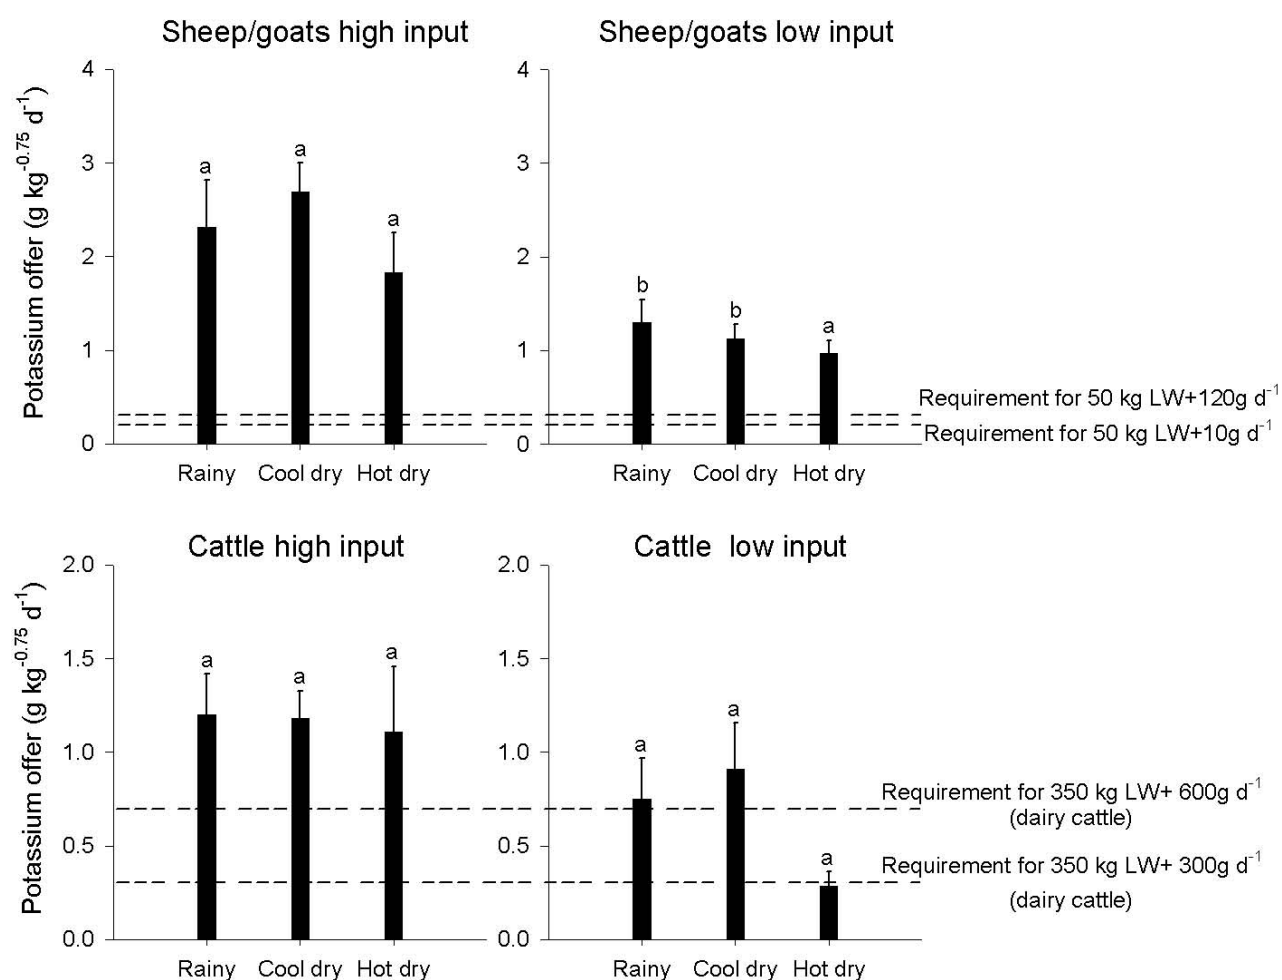 Sheep/goats high input
Sheep/goats low input
Potassium offer (g kg⁻⁰·⁷⁵ d⁻¹)
4
3
2
1
0
a
a
a
Rainy
Cool dry
Hot dry
4
3
2
1
0
b
b
a
Rainy
Cool dry
Hot dry
Requirement for 50 kg LW+120g d⁻¹
Requirement for 50 kg LW+10g d⁻¹
Cattle high input
Cattle low input
Potassium offer (g kg⁻⁰·⁷⁵ d⁻¹)
2.0
1.5
1.0
0.5
0.0
a
a
a
Rainy
Cool dry
Hot dry
2.0
1.5
1.0
0.5
0.0
a
a
a
Rainy
Cool dry
Hot dry
Requirement for 350 kg LW+ 600g d⁻¹
(dairy cattle)
Requirement for 350 kg LW+ 300g d⁻¹
(dairy cattle)